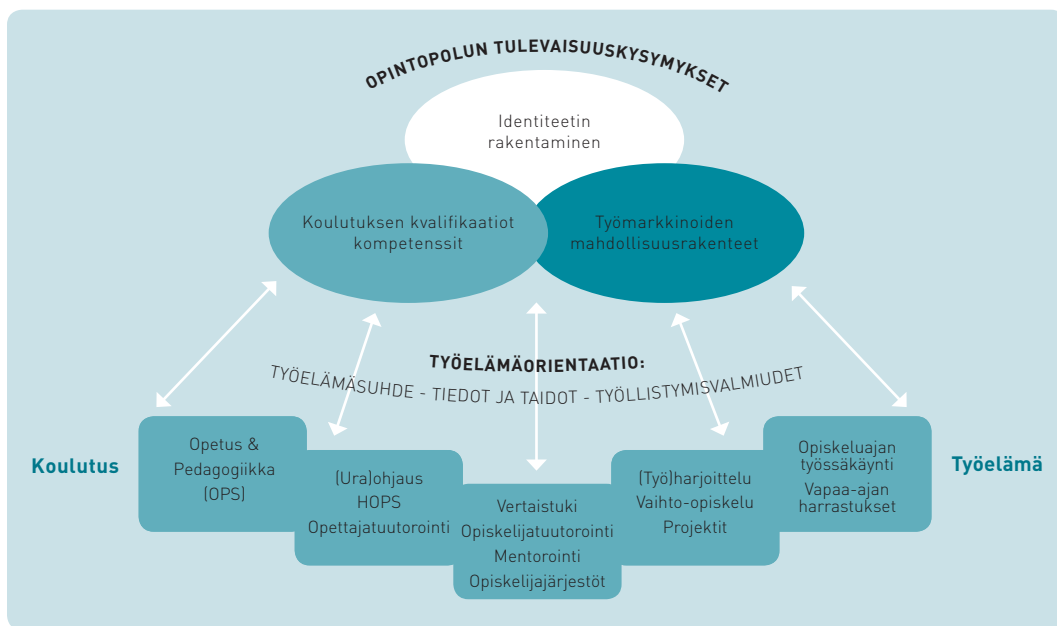 OPINTOPOLUN TULEVAISUUSKYSYMYKSET
Identiteetin
rakentaminen
Koulutuksen kvalifikaatiot
kompetenssit
Työmarkkinoiden
mahdollisuusrakenteet
TYÖELÄMÄORIENTAATIO:
TYÖELÄMÄSUHDE - TIEDOT JA TAIDOT - TYÖLLISTYMISVALMIUDET
Koulutus
Opetus &
Pedagogiikka
(OPS)
(Ura)ohjaus
HOPS
Opettajatuutorointi
Vertaistuki
Opiskelijatuutorointi
Mentorointi
Opiskelijajärjestöt
(Työ)harjoittelu
Vaihto-opiskelu
Projektit
Opiskeluajan
työssäkäynti
Vapaa-ajan
harrastukset
Työelämä